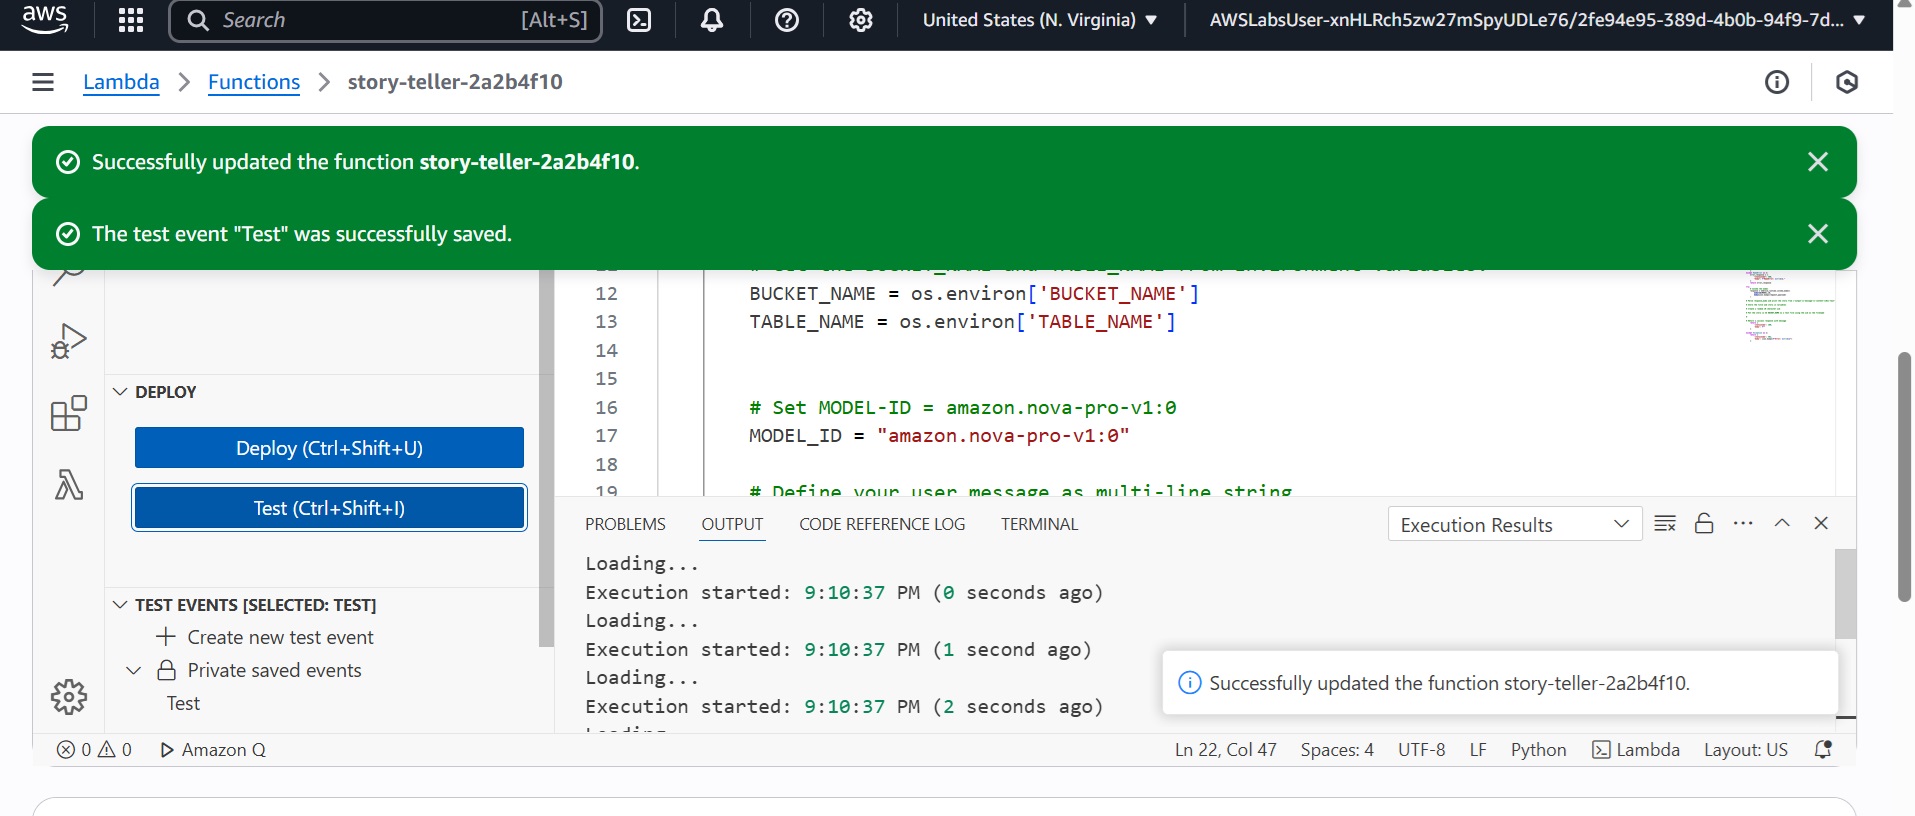 aws
Search [Alt+S]
United States (N. Virginia)
AWSLabsUser-xnHLRch5zw27mSpyUDLe76/2fe94e95-389d-4b0b-94f9-7d...
Lambda > Functions > story-teller-2a2b4f10
Successfully updated the function story-teller-2a2b4f10.
The test event "Test" was successfully saved.
12 BUCKET_NAME = os.environ['BUCKET_NAME']
13 TABLE_NAME = os.environ['TABLE_NAME']
14
15
16 # Set MODEL-ID = amazon.nova-pro-v1:0
17 MODEL_ID = "amazon.nova-pro-v1:0"
18
19 # Define your user message as multi-line string
DEPLOY
Deploy (Ctrl+Shift+U)
Test (Ctrl+Shift+I)
TEST EVENTS [SELECTED: TEST]
Create new test event
Private saved events
Test
PROBLEMS OUTPUT CODE REFERENCE LOG TERMINAL
Execution Results
Loading...
Execution started: 9:10:37 PM (0 seconds ago)
Loading...
Execution started: 9:10:37 PM (1 second ago)
Loading...
Execution started: 9:10:37 PM (2 seconds ago)
Successfully updated the function story-teller-2a2b4f10.
0 0 Amazon Q
Ln 22, Col 47 Spaces: 4 UTF-8 LF Python Lambda Layout: US